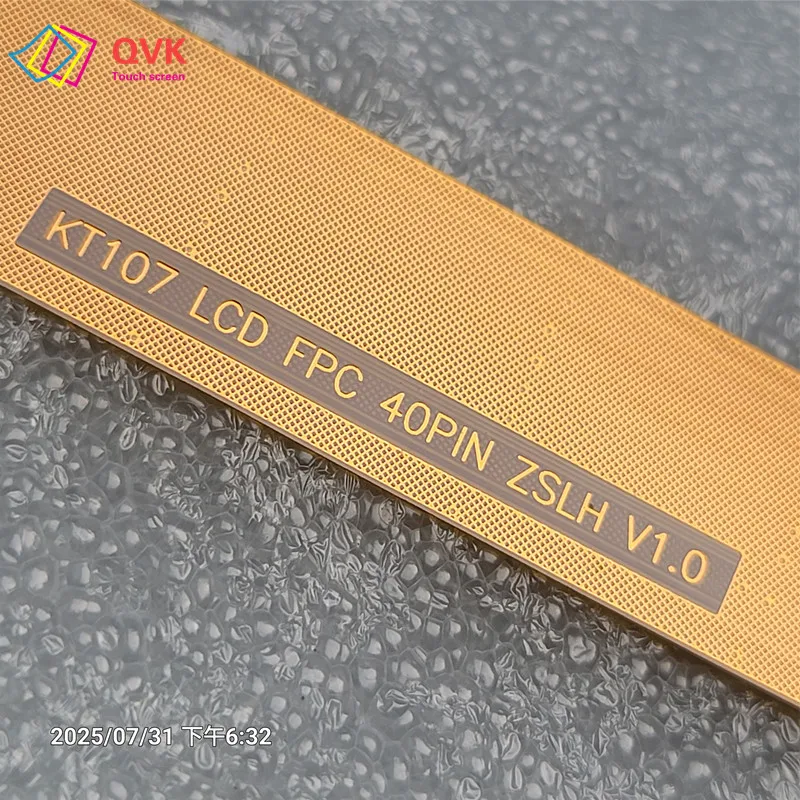 QVK
Touch screen
KT107 LCD FPC 40PIN ZSLH V1.0
2025/07/31 下午6:32